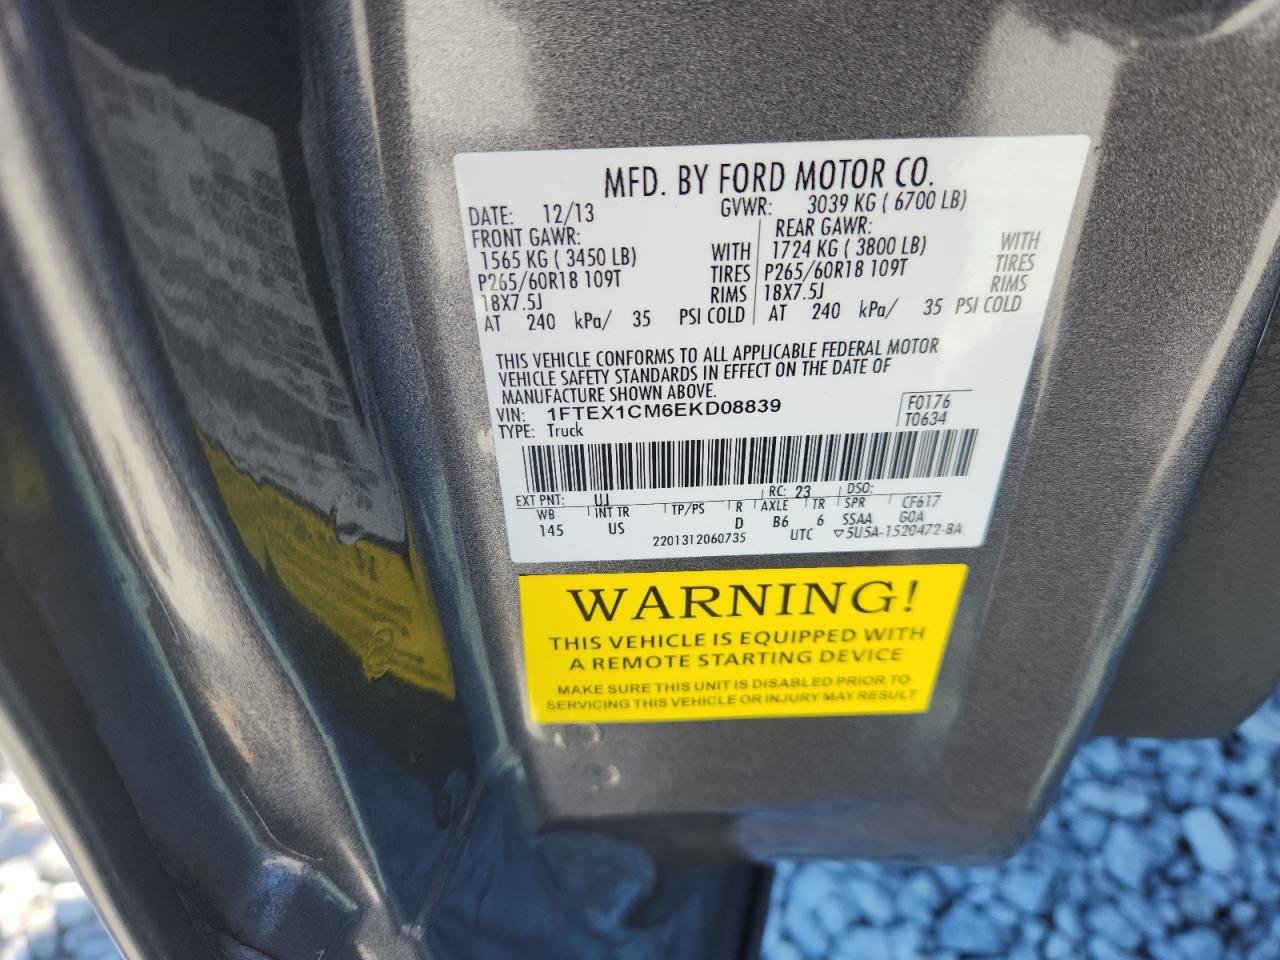 MFD. BY FORD MOTOR CO.
DATE: 12/13 GVWR: 3039 KG ( 6700 LB)
FRONT GAWR: REAR GAWR:
1565 KG ( 3450 LB) WITH 1724 KG ( 3800 LB) WITH
P265/60R18 109T TIRES P265/60R18 109T TIRES
18X7.5J RIMS 18X7.5J RIMS
AT 240 kPa/ 35 PSI COLD AT 240 kPa/ 35 PSI COLD
THIS VEHICLE CONFORMS TO ALL APPLICABLE FEDERAL MOTOR
VEHICLE SAFETY STANDARDS IN EFFECT ON THE DATE OF
MANUFACTURE SHOWN ABOVE.
VIN: 1FTEX1CM6EKD08839 F0176
TYPE: Truck T0634
EXT PNT: UJ RC: 23 DSO:
WB INT TR TP/PS R AXLE TR SPR CF617
145 US D B6 6 SSAA GOA
2201312060735 UTC ▽5U5A-1520472-BA
WARNING!
THIS VEHICLE IS EQUIPPED WITH
A REMOTE STARTING DEVICE
MAKE SURE THIS UNIT IS DISABLED PRIOR TO
SERVICING THIS VEHICLE OR INJURY MAY RESULT